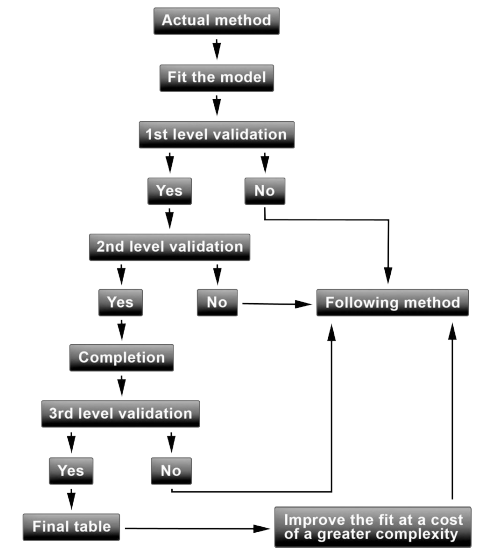 Actual method
Fit the model
1st level validation
Yes
No
2nd level validation
Yes
No
Following method
Completion
3rd level validation
Yes
No
Final table
Improve the fit at a cost
of a greater complexity